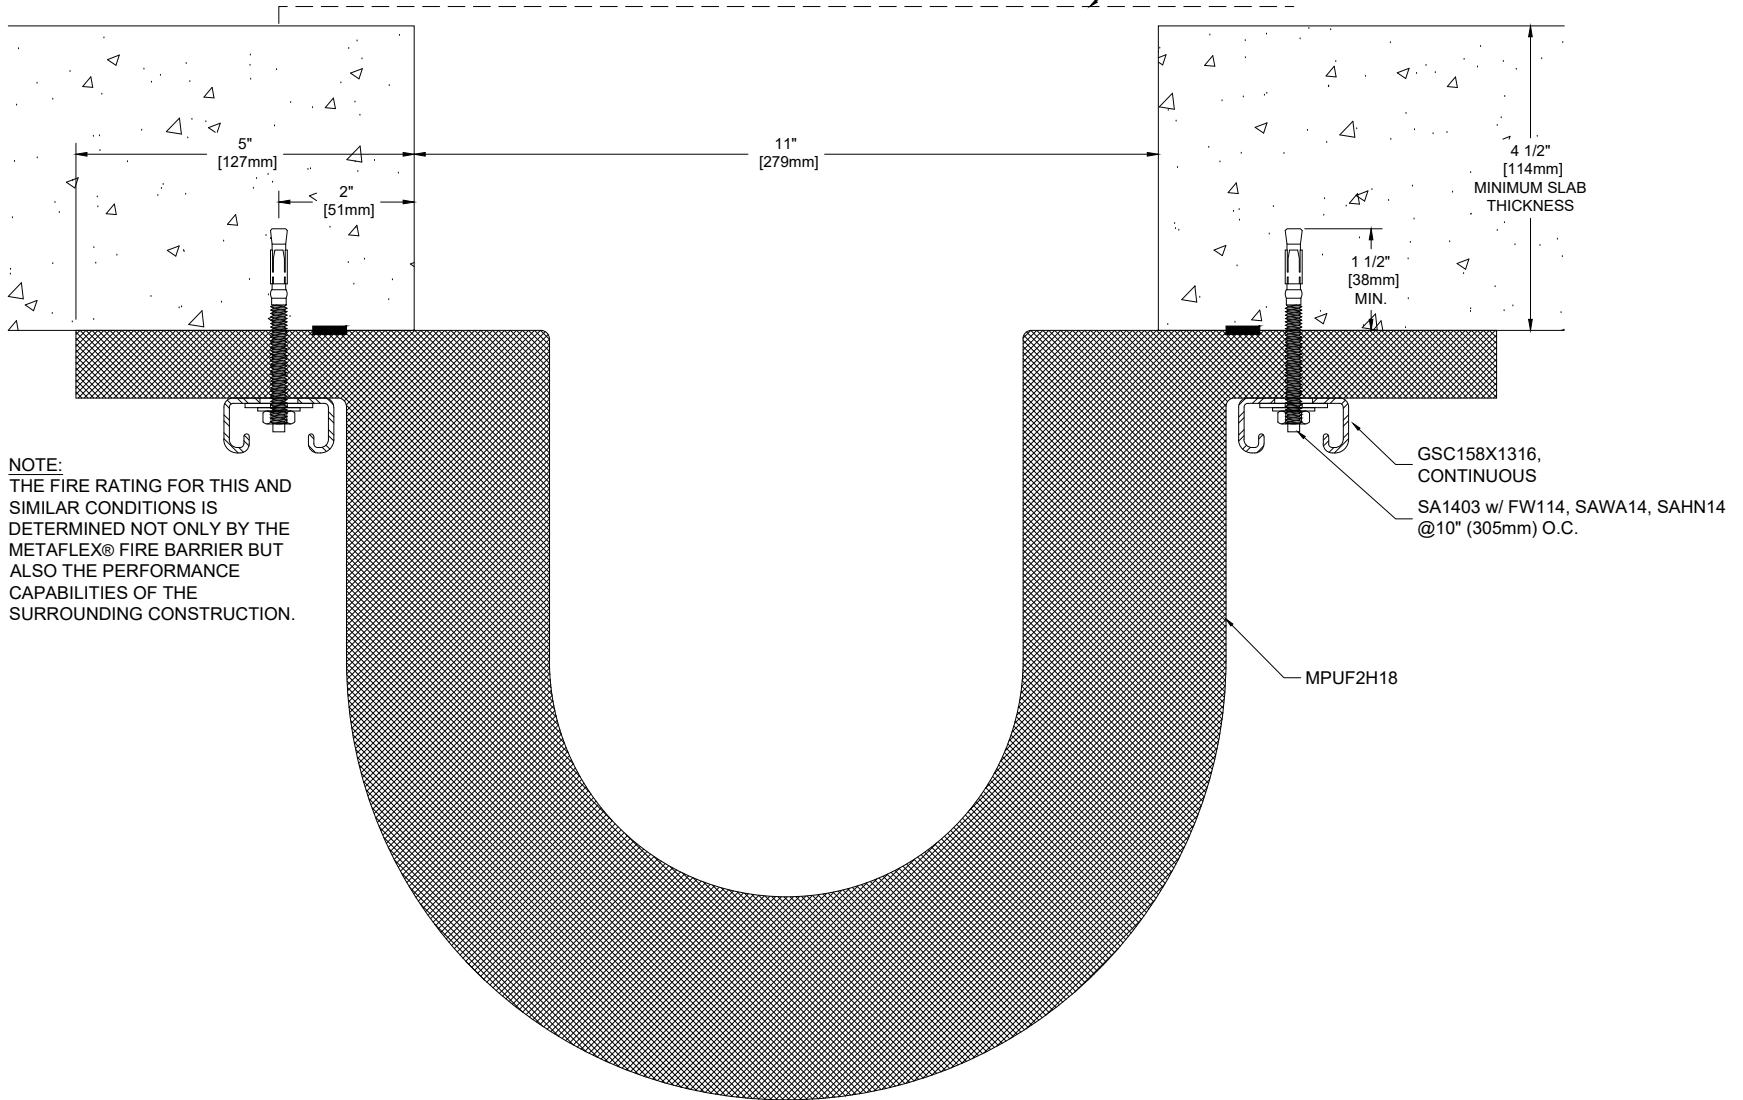 5"
[127mm]
11"
[279mm]
4 1/2"
[114mm]
MINIMUM SLAB
THICKNESS
2"
[51mm]
1 1/2"
[38mm]
MIN.
NOTE:
THE FIRE RATING FOR THIS AND
SIMILAR CONDITIONS IS
DETERMINED NOT ONLY BY THE
METAFLEX® FIRE BARRIER BUT
ALSO THE PERFORMANCE
CAPABILITIES OF THE
SURROUNDING CONSTRUCTION.
GSC158X1316,
CONTINUOUS
SA1403 w/ FW114, SAWA14, SAHN14
@10" (305mm) O.C.
MPUF2H18